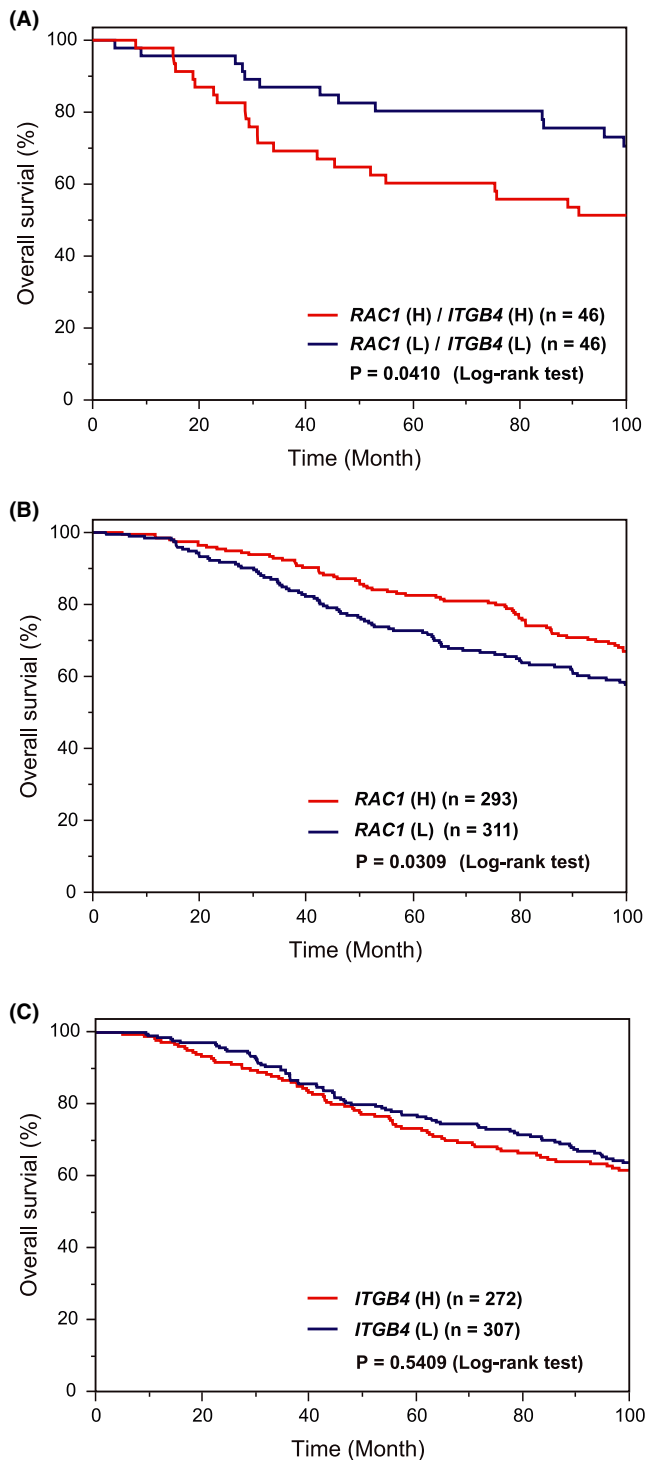 (A)
100
80
60
40
20
0
Overall survial (%)
RAC1 (H) / ITGB4 (H) (n = 46)
RAC1 (L) / ITGB4 (L) (n = 46)
P = 0.0410 (Log-rank test)
0 20 40 60 80 100
Time (Month)
(B)
100
80
60
40
20
0
Overall survial (%)
RAC1 (H) (n = 293)
RAC1 (L) (n = 311)
P = 0.0309 (Log-rank test)
0 20 40 60 80 100
Time (Month)
(C)
100
80
60
40
20
0
Overall survial (%)
ITGB4 (H) (n = 272)
ITGB4 (L) (n = 307)
P = 0.5409 (Log-rank test)
0 20 40 60 80 100
Time (Month)